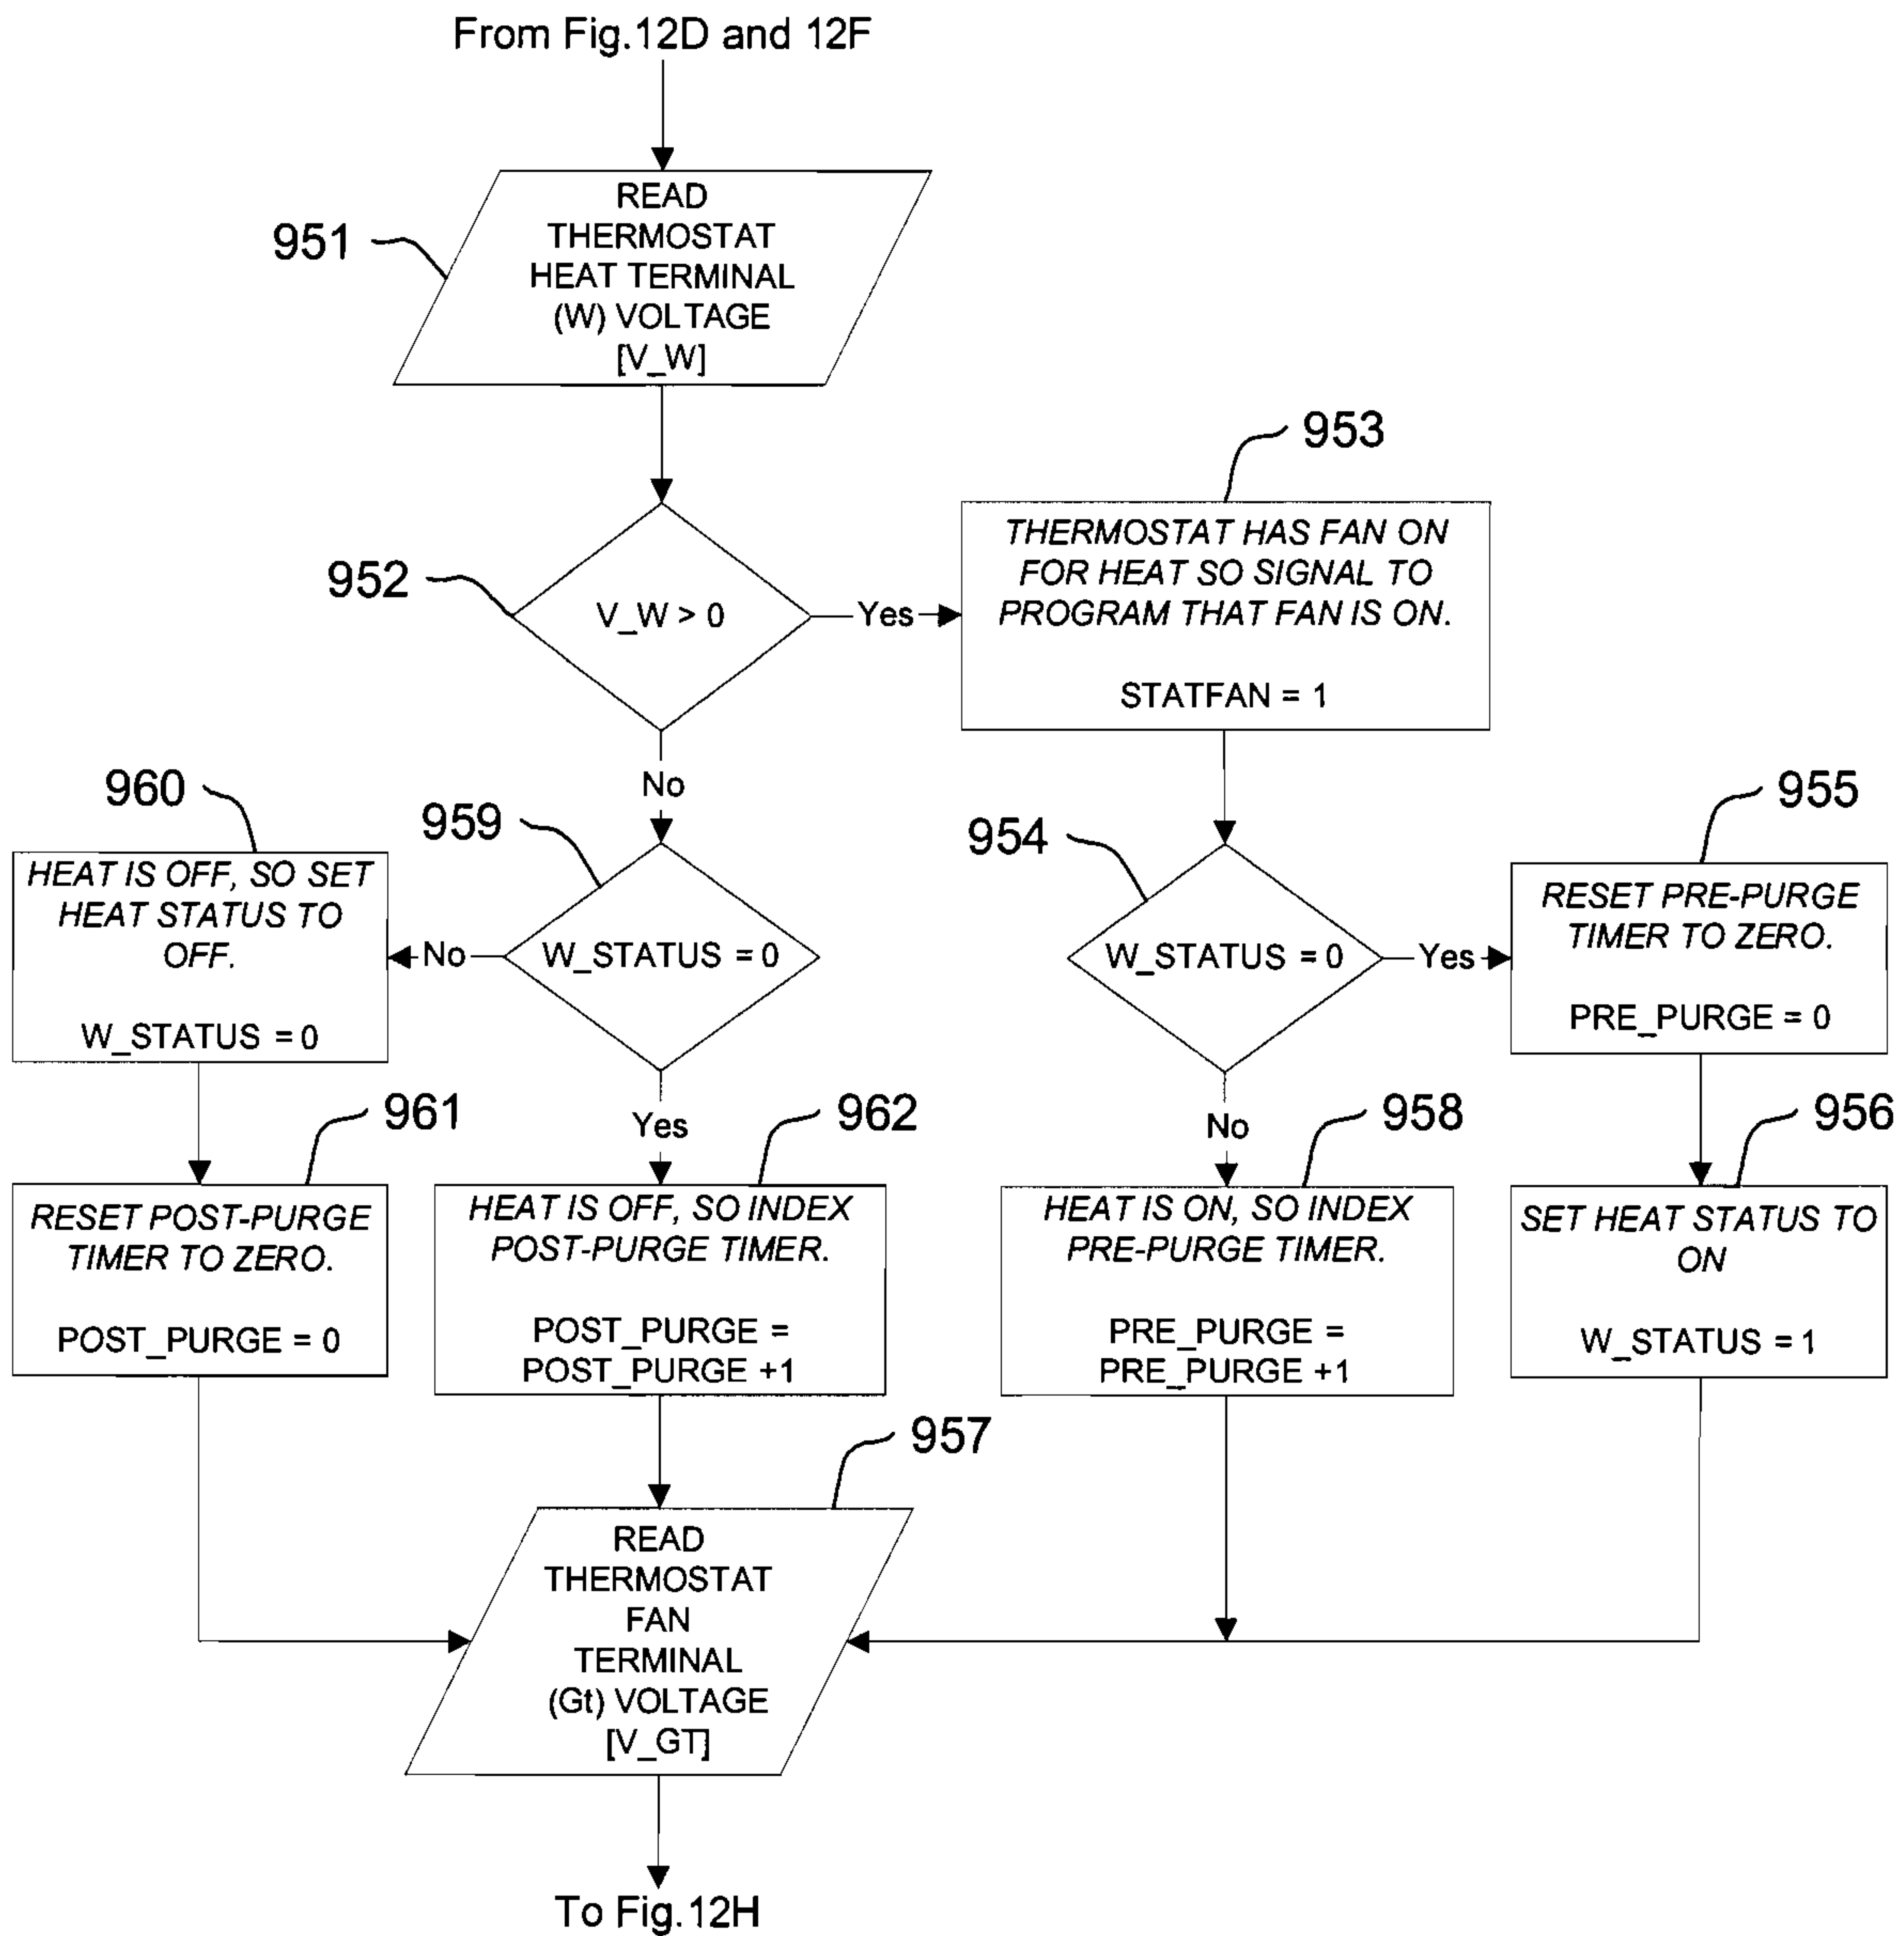 From Fig.12D and 12F
951
READ
THERMOSTAT
HEAT TERMINAL
(W) VOLTAGE
[V_W]
952
V_W > 0
Yes
953
THERMOSTAT HAS FAN ON
FOR HEAT SO SIGNAL TO
PROGRAM THAT FAN IS ON.
STATFAN = 1
No
960
HEAT IS OFF, SO SET
HEAT STATUS TO
OFF.
W_STATUS = 0
No
959
W_STATUS = 0
954
W_STATUS = 0
Yes
955
RESET PRE-PURGE
TIMER TO ZERO.
PRE_PURGE = 0
961
RESET POST-PURGE
TIMER TO ZERO.
POST_PURGE = 0
Yes
962
HEAT IS OFF, SO INDEX
POST-PURGE TIMER.
POST_PURGE =
POST_PURGE +1
No
958
HEAT IS ON, SO INDEX
PRE-PURGE TIMER.
PRE_PURGE =
PRE_PURGE +1
956
SET HEAT STATUS TO
ON
W_STATUS = 1
957
READ
THERMOSTAT
FAN
TERMINAL
(Gt) VOLTAGE
[V_GT]
To Fig.12H